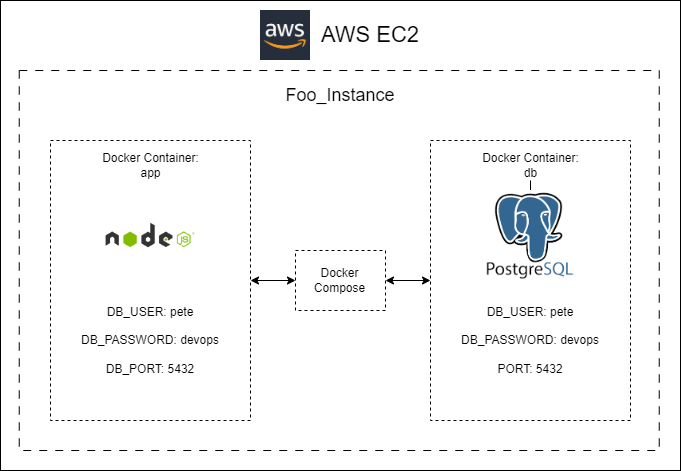 aws
AWS EC2
Foo_Instance
Docker Container:
app
node
JS
DB_USER: pete
DB_PASSWORD: devops
DB_PORT: 5432
Docker
Compose
Docker Container:
db
PostgreSQL
DB_USER: pete
DB_PASSWORD: devops
PORT: 5432